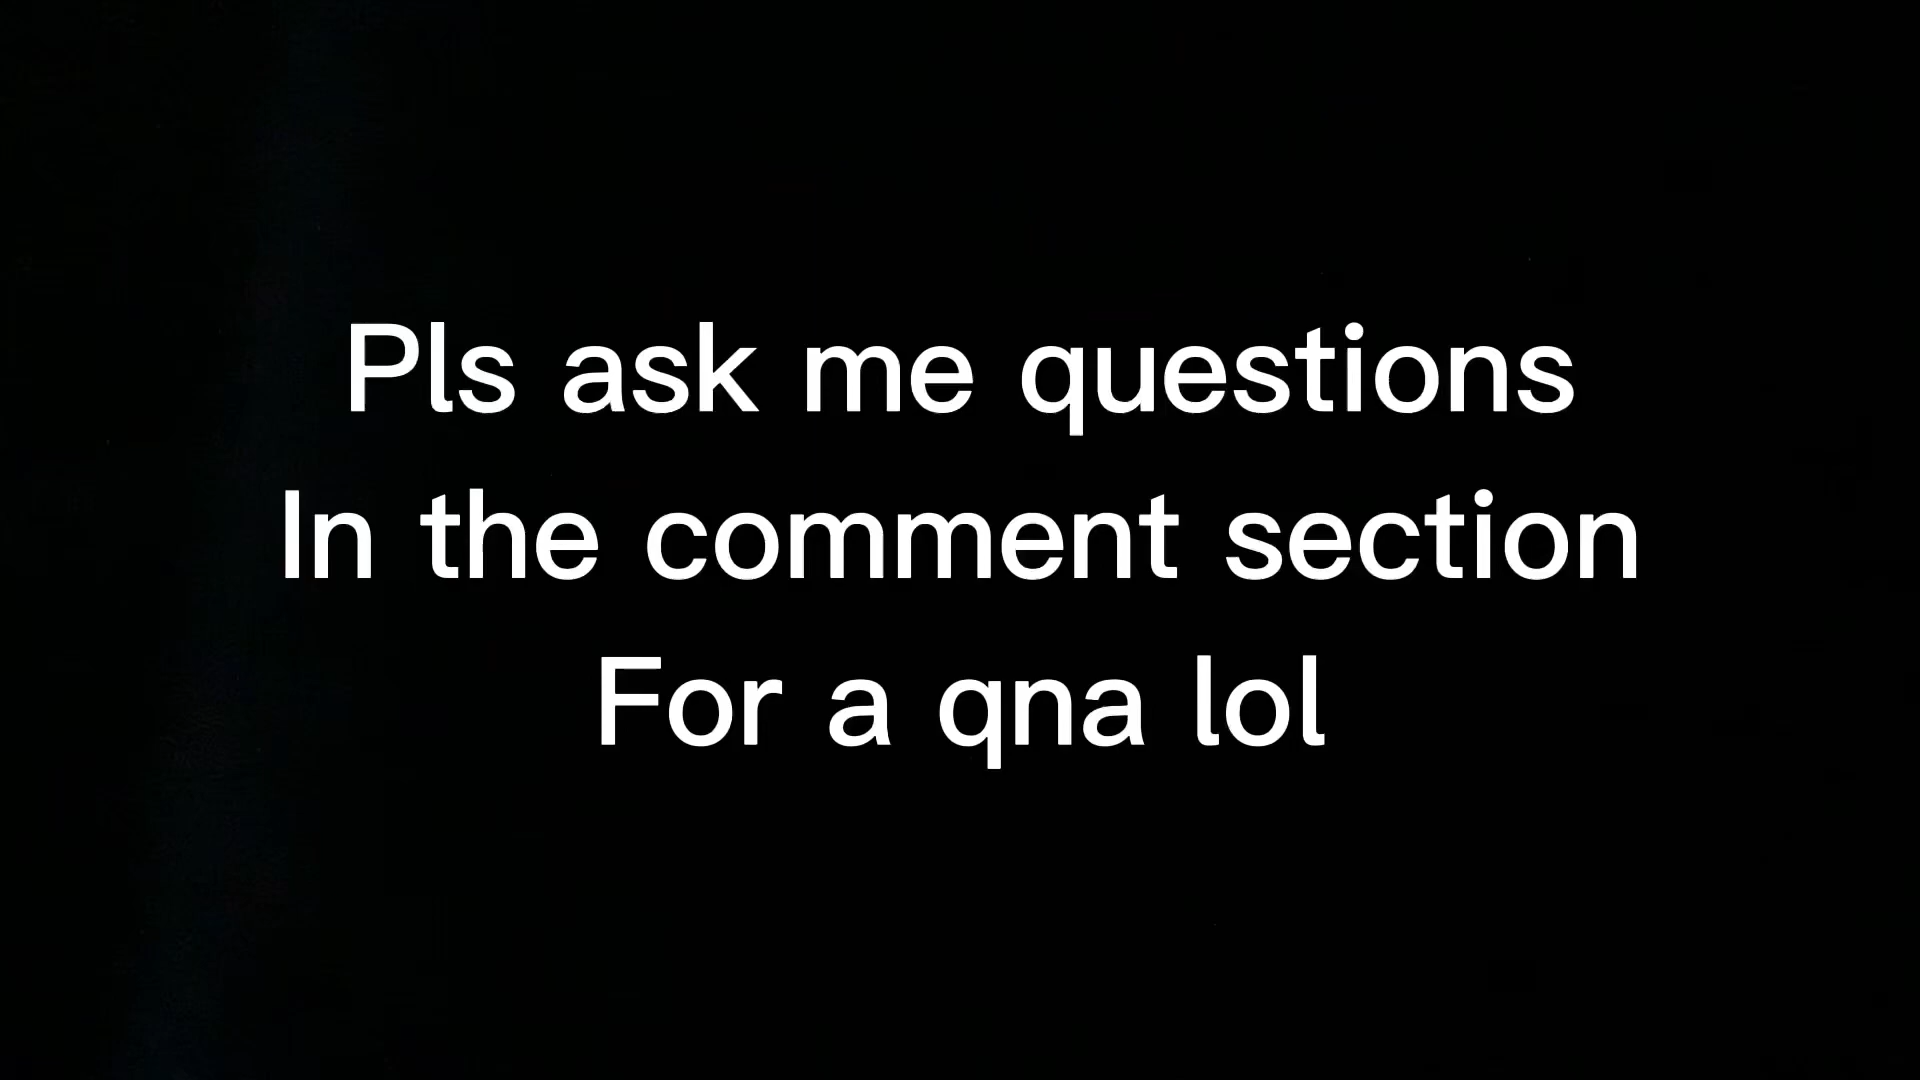 Pls ask me questions
In the comment section
For a qna lol